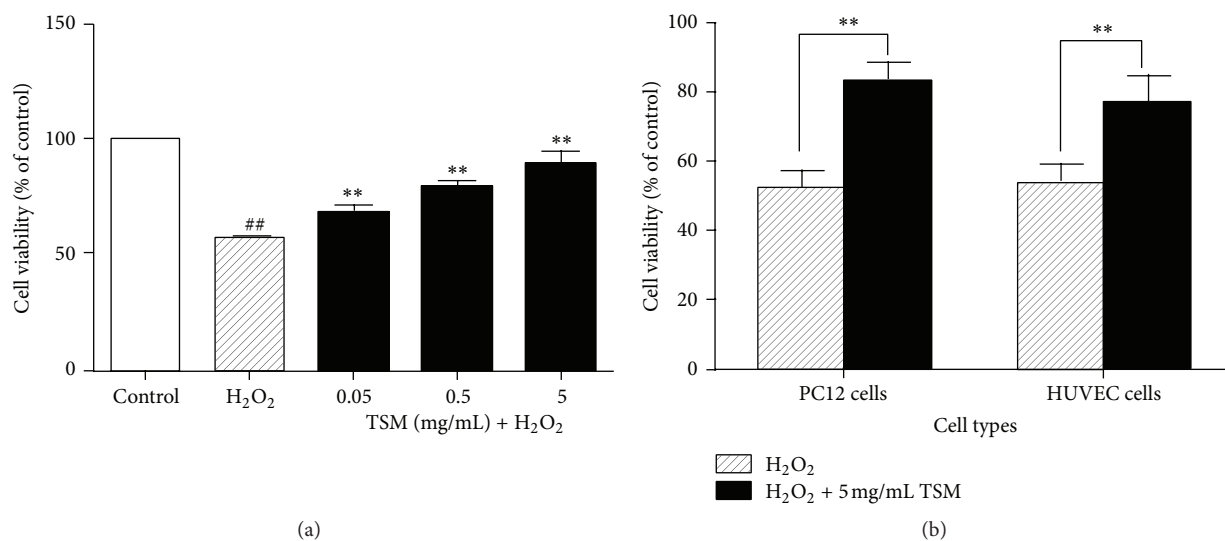 150
100
50
0
Cell viability (% of control)
##
**
**
**
Control
H₂O₂
0.05
0.5
5
TSM (mg/mL) + H₂O₂
(a)
100
80
60
40
20
0
Cell viability (% of control)
**
**
PC12 cells
HUVEC cells
Cell types
H₂O₂
H₂O₂ + 5 mg/mL TSM
(b)